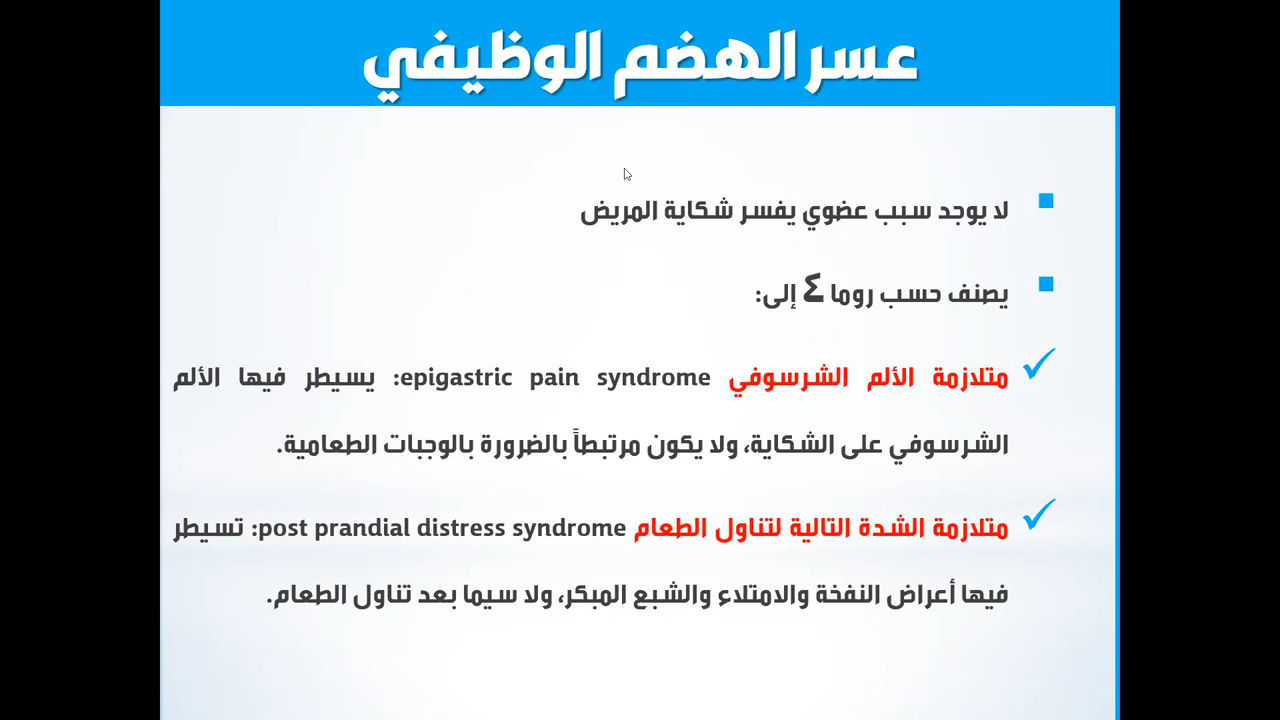 عسر الهضم الوظيفي
لا يوجد سبب عضوي يفسر شكاية المريض
يصنف حسب روما ٤ إلى:
متلازمة الألم الشرسوفي epigastric pain syndrome: يسيطر فيها الألم
الشرسوفي على الشكاية، ولا يكون مرتبطاً بالضرورة بالوجبات الطعامية.
متلازمة الشدة التالية لتناول الطعام post prandial distress syndrome: تسيطر
فيها أعراض النفخة والامتلاء والشبع المبكر، ولا سيما بعد تناول الطعام.